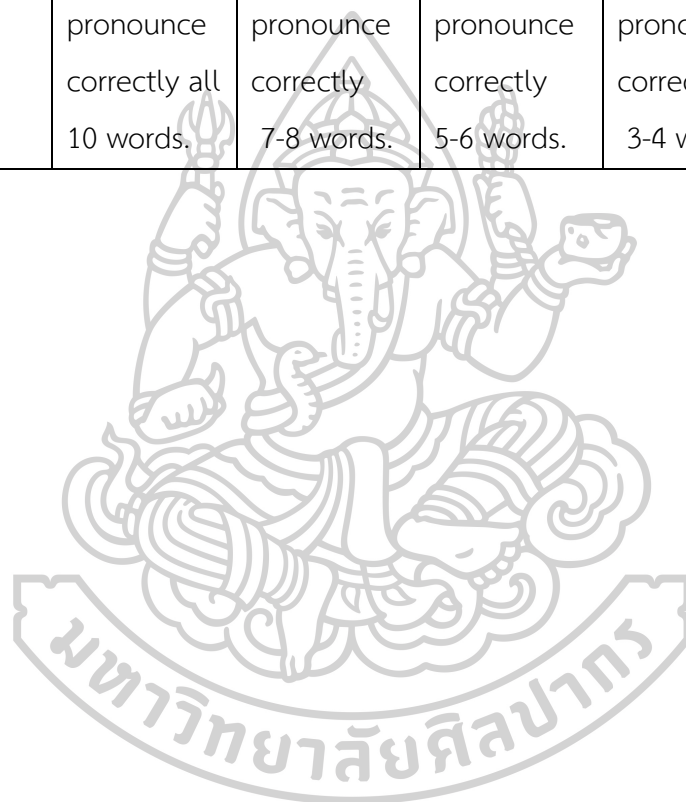 pronounce pronounce pronounce
correctly all correctly correctly
10 words. 7-8 words. 5-6 words. 3-4
มหาวิทยาลัยศิลปากร